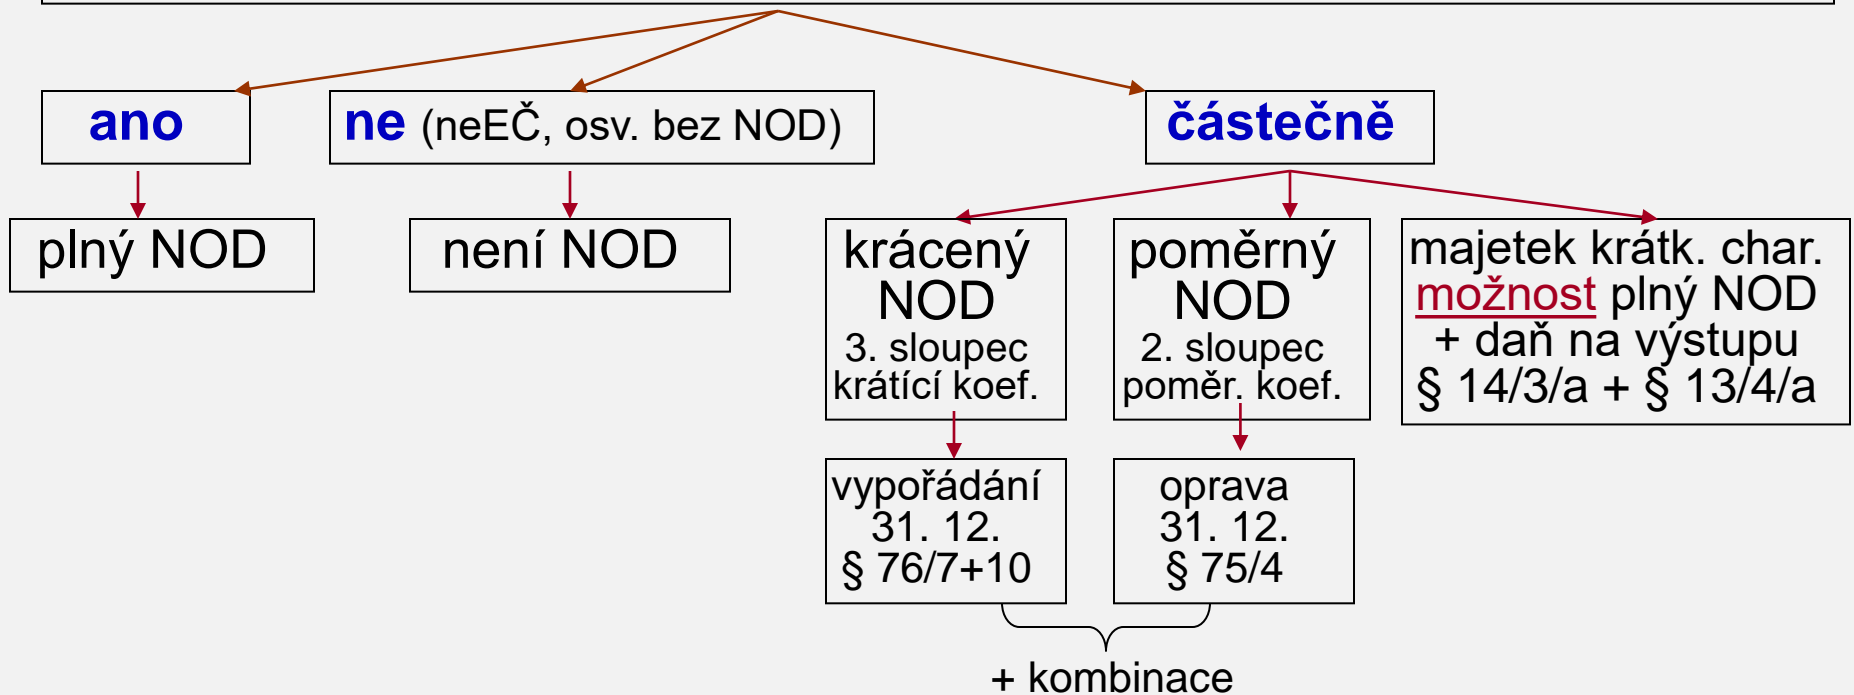 ano
ne (neEČ, osv. bez NOD)
částečně
plný NOD
není NOD
krácený
NOD
3. sloupec
krátící koef.
poměrný
NOD
2. sloupec
poměr. koef.
majetek krátk. char.
možnost plný NOD
+ daň na výstupu
§ 14/3/a + § 13/4/a
vypořádání
31. 12.
§ 76/7+10
oprava
31. 12.
§ 75/4
+ kombinace